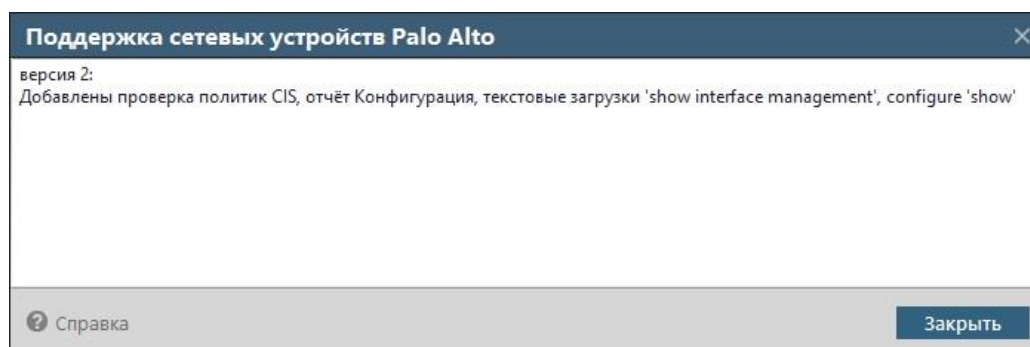 Поддержка сетевых устройств Palo Alto
версия 2:
Добавлены проверка политик CIS, отчёт Конфигурация, текстовые загрузки 'show interface management', configure 'show'
Справка
Закрыть